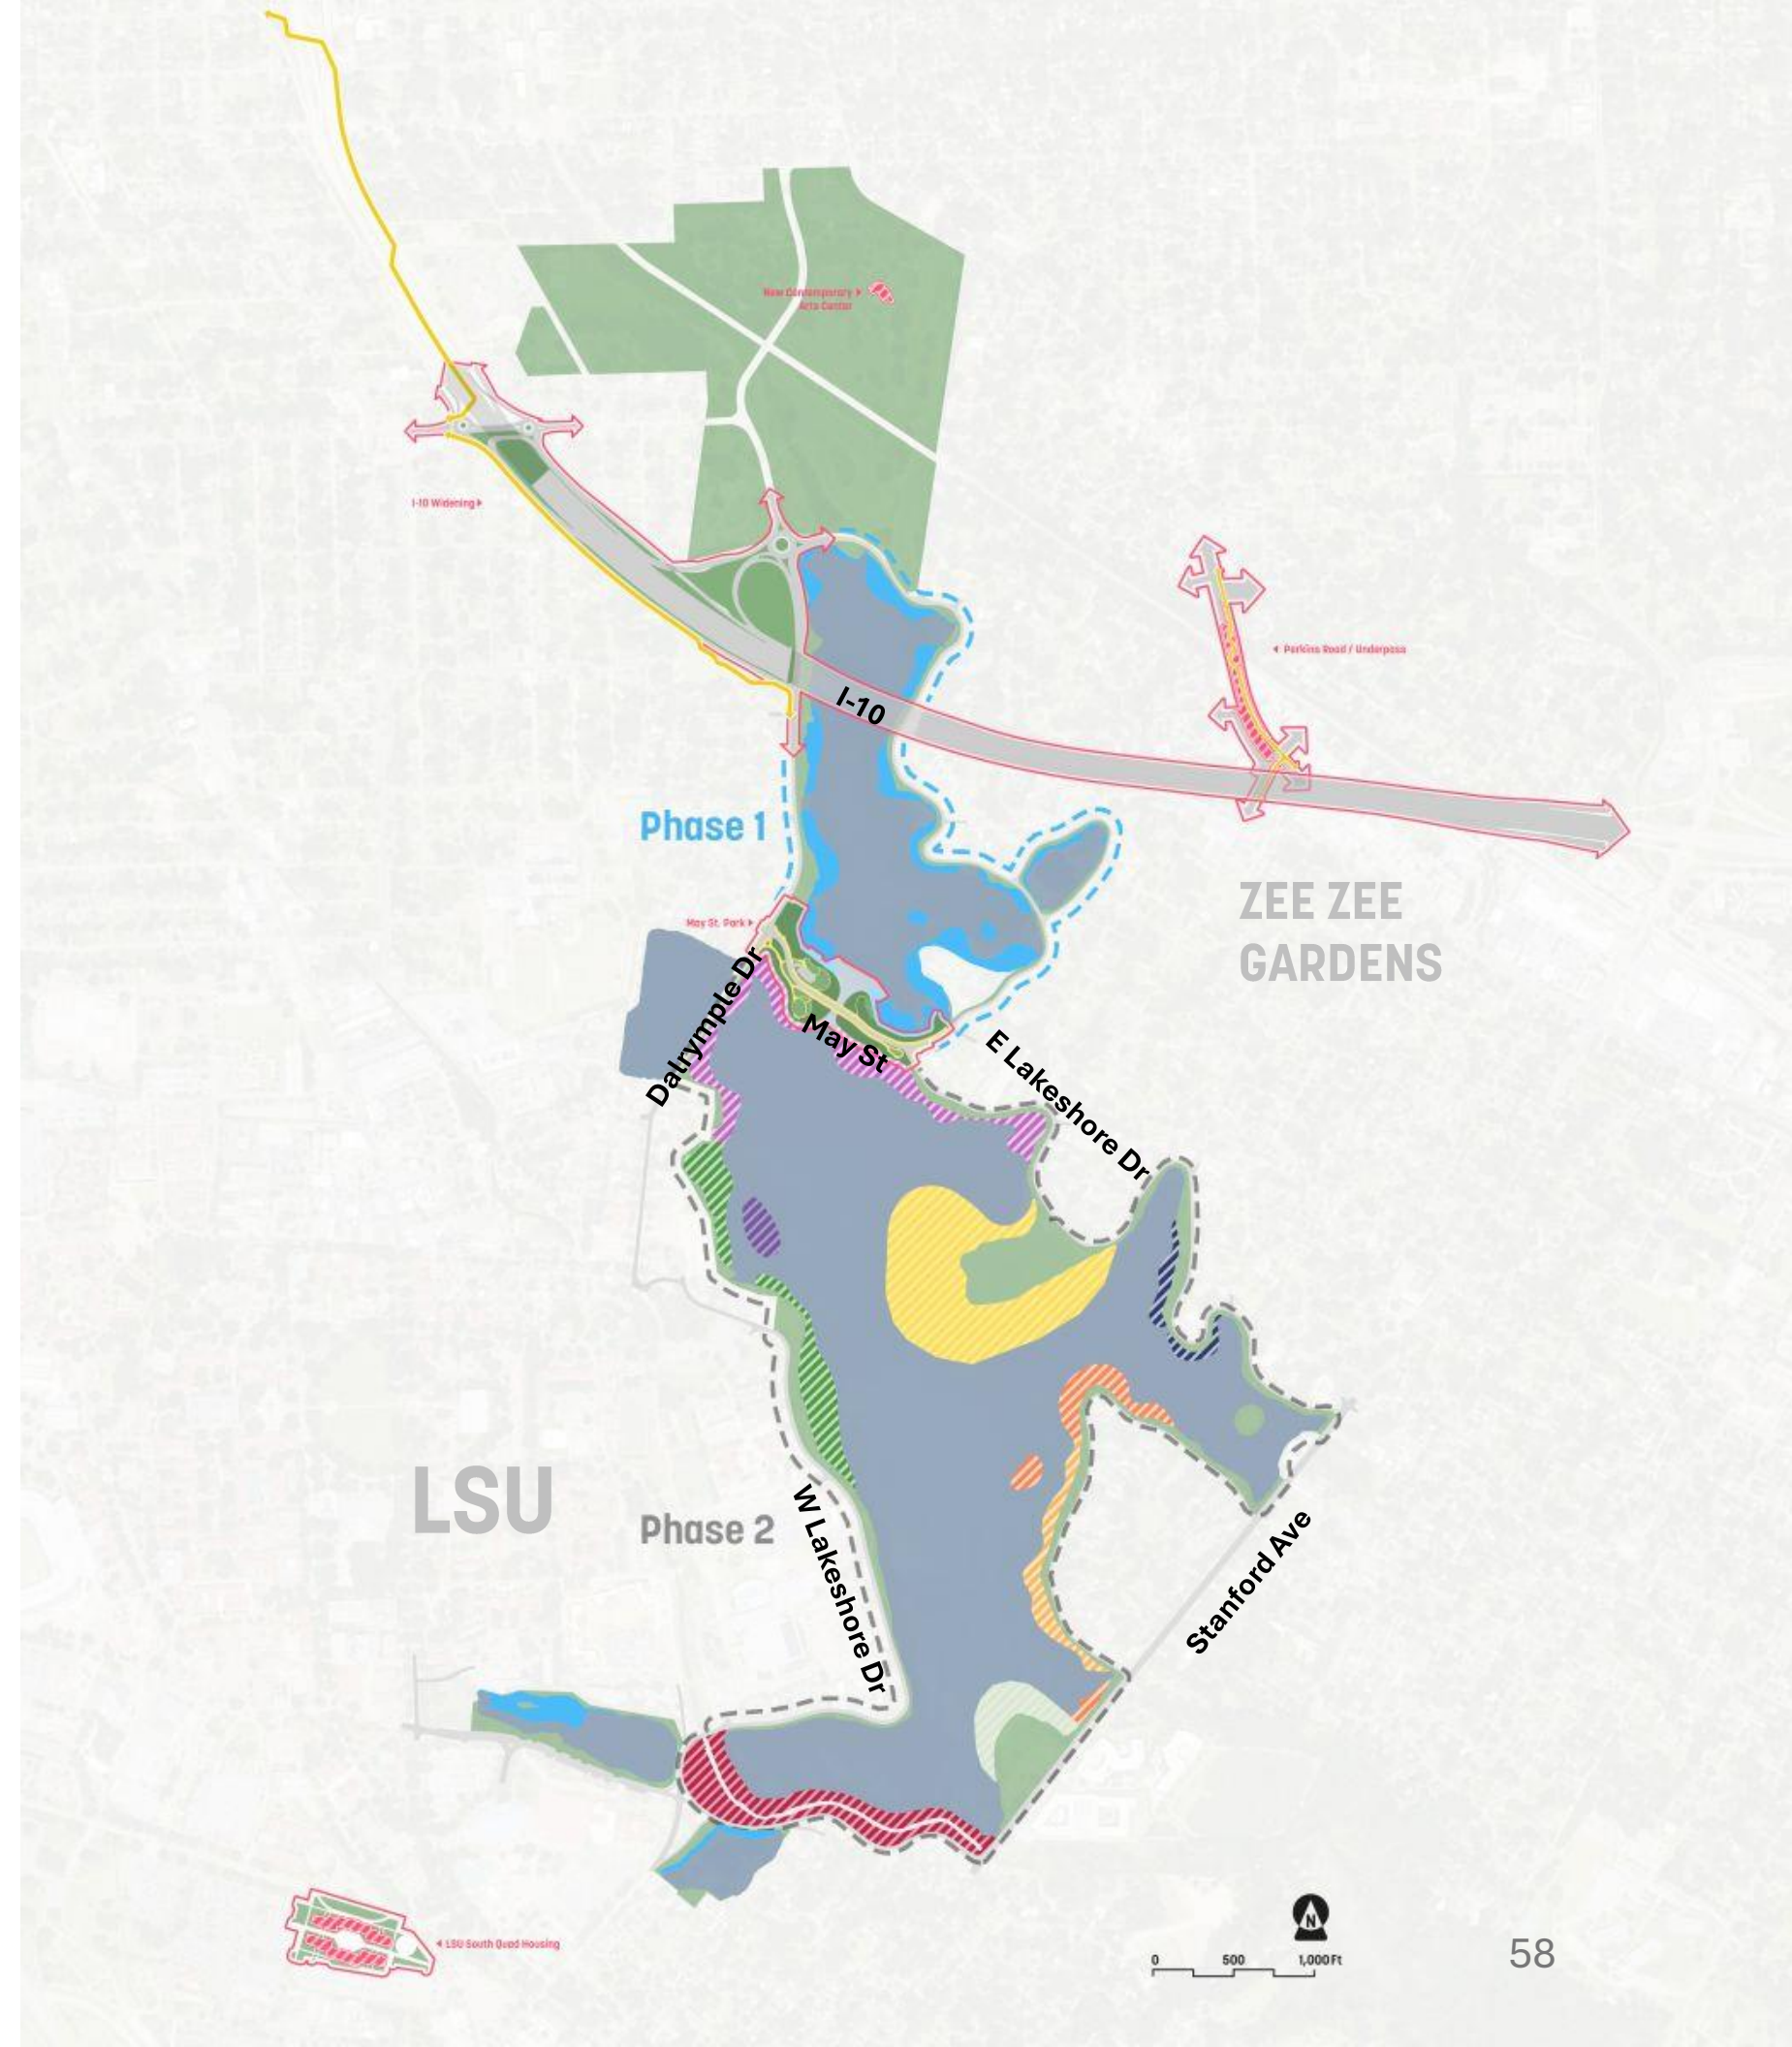 New Contemporary
Arts Center
I-10 Widening
Perkins Road / Underpass
I-10
Phase 1
ZEE ZEE
GARDENS
May St. Park
Dalrymple Dr
May St
E Lakeshore Dr
LSU
Phase 2
W Lakeshore Dr
Stanford Ave
LSU South Quad Housing
N
0 500 1,000 Ft
58